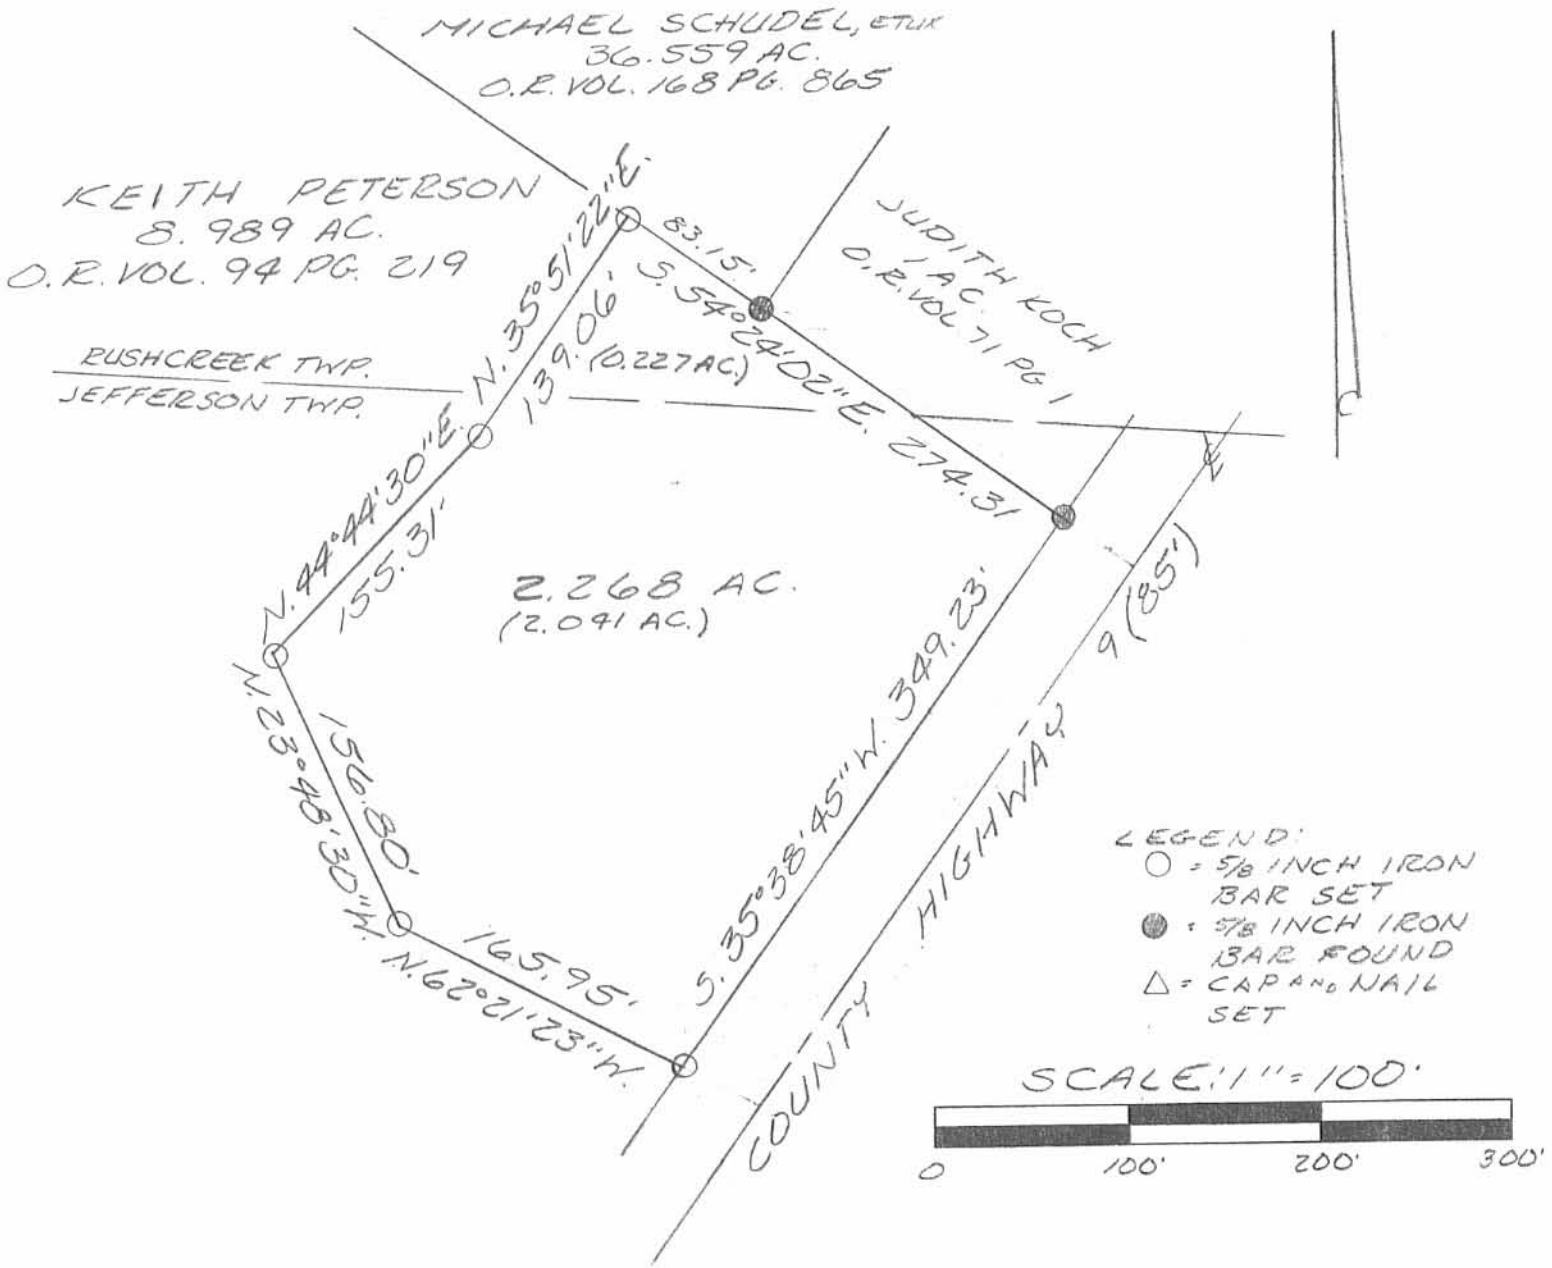 MICHAEL SCHUDEL, ETUX
36.559 AC.
O.R. VOL. 168 PG. 865
KEITH PETERSON
8.989 AC.
O.R. VOL. 94 PG. 219
JUDITH KOCH
1 AC.
O.R. VOL 71 PG 1
RUSHCREEK TWP.
JEFFERSON TWP.
N. 35°51'22"E.
139.06'
83.15'
S. 54°24'02"E. 274.31
(0.227 AC.)
N. 44°44'30"E.
155.31'
2.268 AC.
(2.041 AC.)
N. 23°48'30"W.
156.80'
165.95'
N. 62°21'23"W.
S. 35°38'45"W. 349.23'
COUNTY HIGHWAY 9 (85')
LEGEND:
○ = 5/8 INCH IRON
BAR SET
● = 5/8 INCH IRON
BAR FOUND
△ = CAP AND NAIL
SET
SCALE: 1" = 100'
0 100' 200' 300'